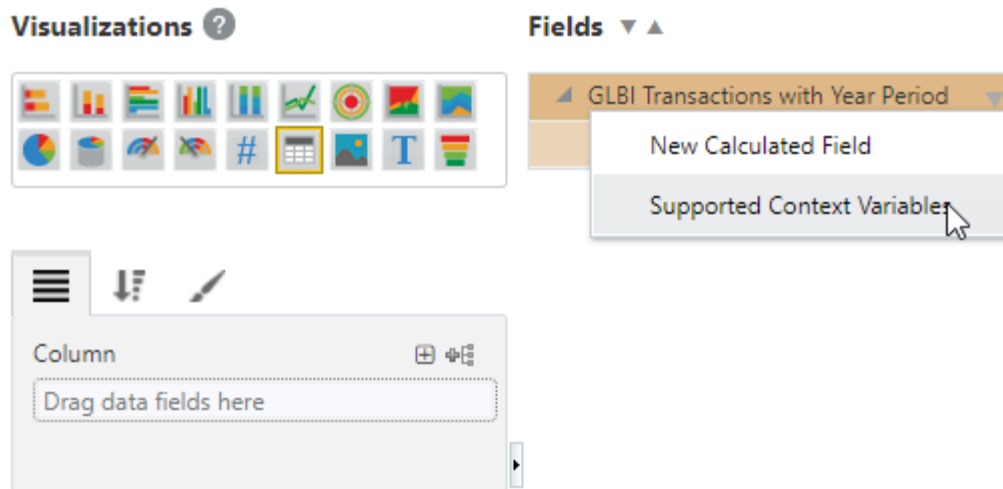 Visualizations ?
Fields
GLBI Transactions with Year Period
New Calculated Field
Supported Context Variables
#
T
Column
Drag data fields here